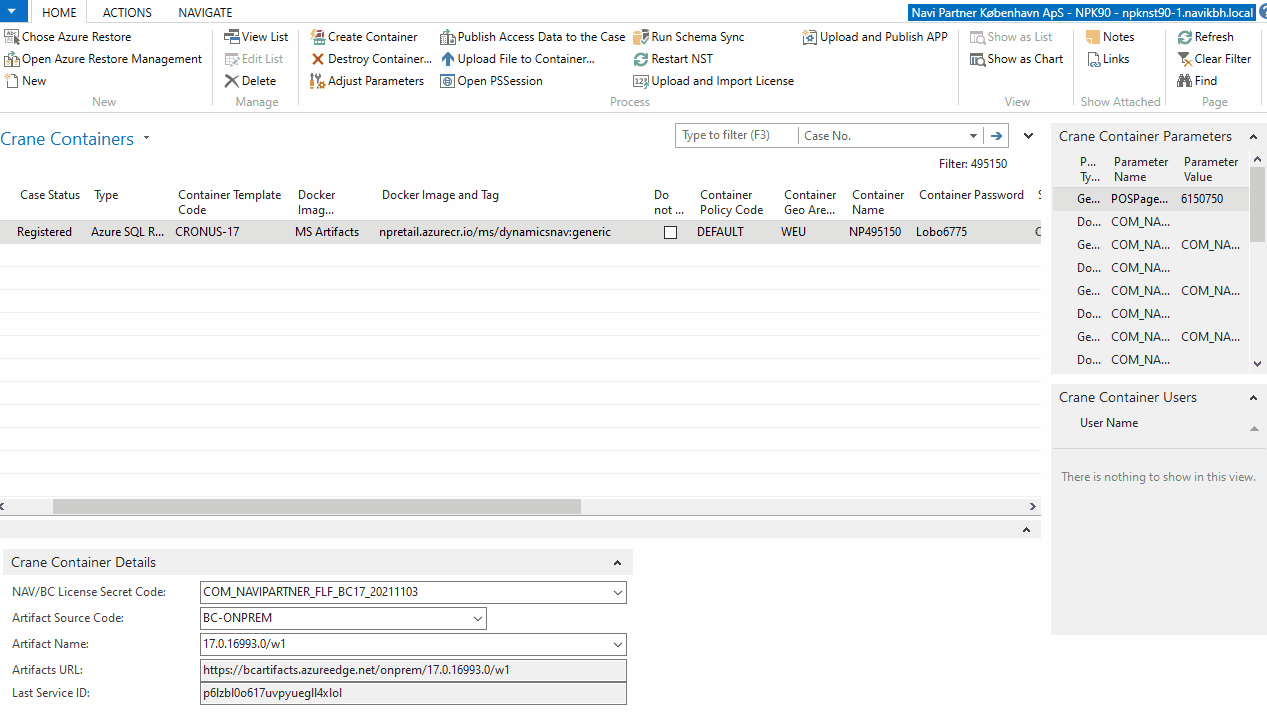 HOME ACTIONS NAVIGATE
Navi Partner København ApS - NPK90 - npknst90-1.navikbh.local
Chose Azure Restore
Open Azure Restore Management
New
New
View List
Edit List
Delete
Manage
Create Container
Destroy Container...
Adjust Parameters
Publish Access Data to the Case
Upload File to Container...
Open PSSession
Run Schema Sync
Restart NST
Upload and Import License
Upload and Publish APP
Process
Show as List
Show as Chart
View
Notes
Links
Show Attached
Refresh
Clear Filter
Find
Page
Crane Containers
Type to filter (F3) Case No.
Filter: 495150
Case Status Type Container Template Code Docker Imag... Docker Image and Tag Do not ... Container Policy Code Container Geo Are... Container Name Container Password
Registered Azure SQL R... CRONUS-17 MS Artifacts npretail.azurecr.io/ms/dynamicsnav:generic DEFAULT WEU NP495150 Lobo6775
Crane Container Parameters
P... Ty... Parameter Name Parameter Value
Ge... POSPage... 6150750
Do... COM_NA...
Ge... COM_NA... COM_NA...
Do... COM_NA...
Ge... COM_NA... COM_NA...
Do... COM_NA...
Ge... COM_NA... COM_NA...
Do... COM_NA...
Crane Container Users
User Name
There is nothing to show in this view.
Crane Container Details
NAV/BC License Secret Code: COM_NAVIPARTNER_FLF_BC17_20211103
Artifact Source Code: BC-ONPREM
Artifact Name: 17.0.16993.0/w1
Artifacts URL: https://bcartifacts.azureedge.net/onprem/17.0.16993.0/w1
Last Service ID: